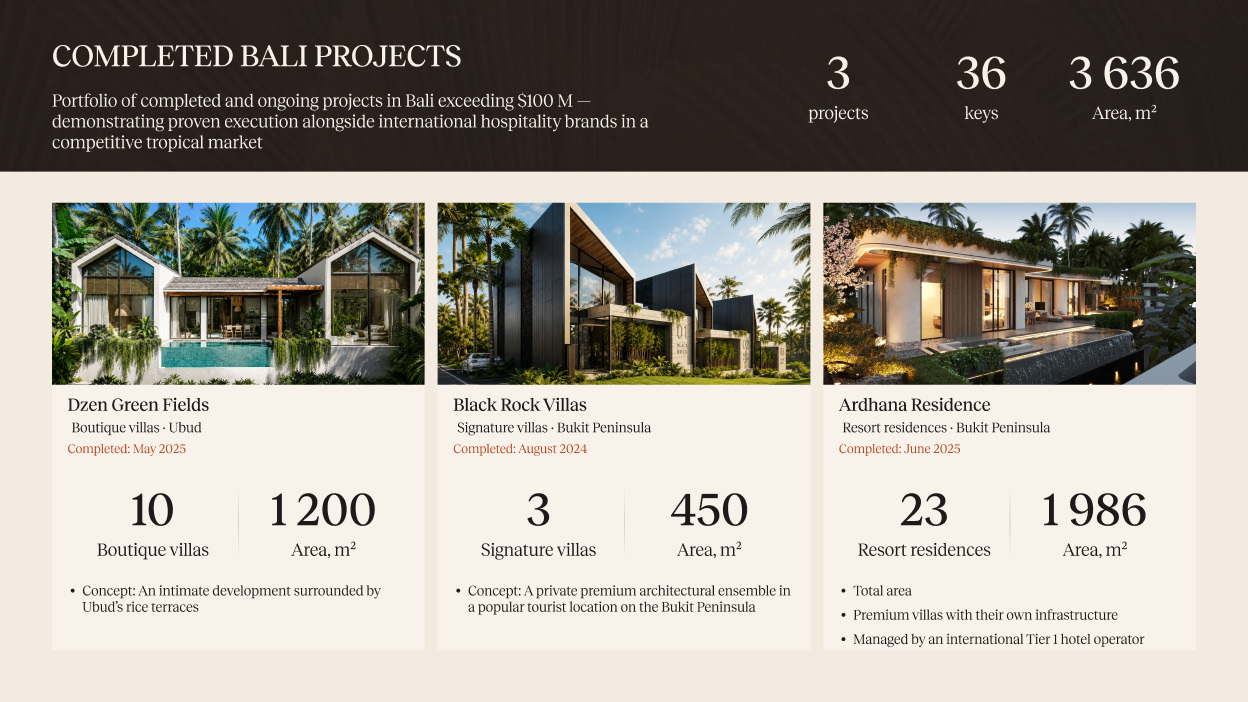 COMPLETED BALI PROJECTS
Portfolio of completed and ongoing projects in Bali exceeding $100 M —
demonstrating proven execution alongside international hospitality brands in a
competitive tropical market
3
projects
36
keys
3 636
Area, m²
Dzen Green Fields
Boutique villas · Ubud
Completed: May 2025
10
Boutique villas
1 200
Area, m²
• Concept: An intimate development surrounded by
Ubud’s rice terraces
Black Rock Villas
Signature villas · Bukit Peninsula
Completed: August 2024
3
Signature villas
450
Area, m²
• Concept: A private premium architectural ensemble in
a popular tourist location on the Bukit Peninsula
Ardhana Residence
Resort residences · Bukit Peninsula
Completed: June 2025
23
Resort residences
1 986
Area, m²
• Total area
• Premium villas with their own infrastructure
• Managed by an international Tier 1 hotel operator